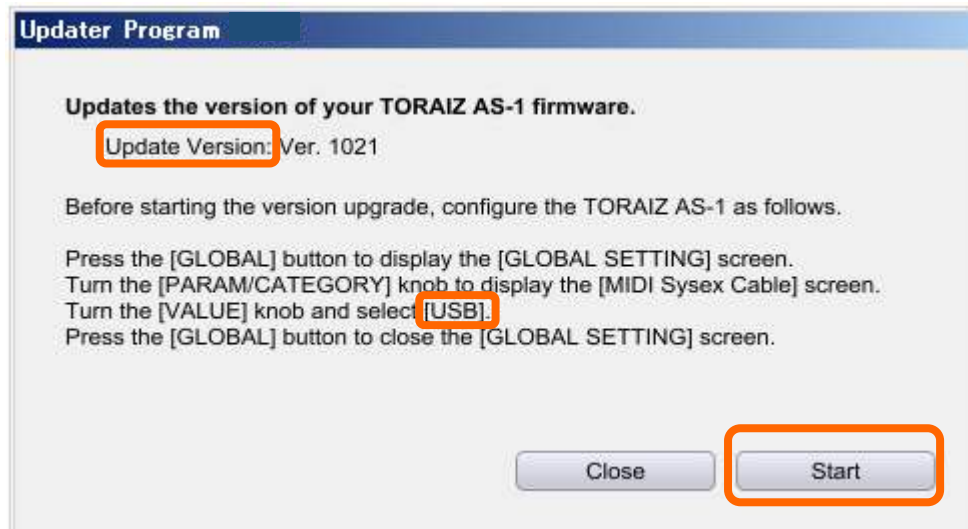 Updater Program
Updates the version of your TORAIZ AS-1 firmware.
Update Version: Ver. 1021
Before starting the version upgrade, configure the TORAIZ AS-1 as follows.
Press the [GLOBAL] button to display the [GLOBAL SETTING] screen.
Turn the [PARAM/CATEGORY] knob to display the [MIDI Sysex Cable] screen.
Turn the [VALUE] knob and select [USB].
Press the [GLOBAL] button to close the [GLOBAL SETTING] screen.
Close Start